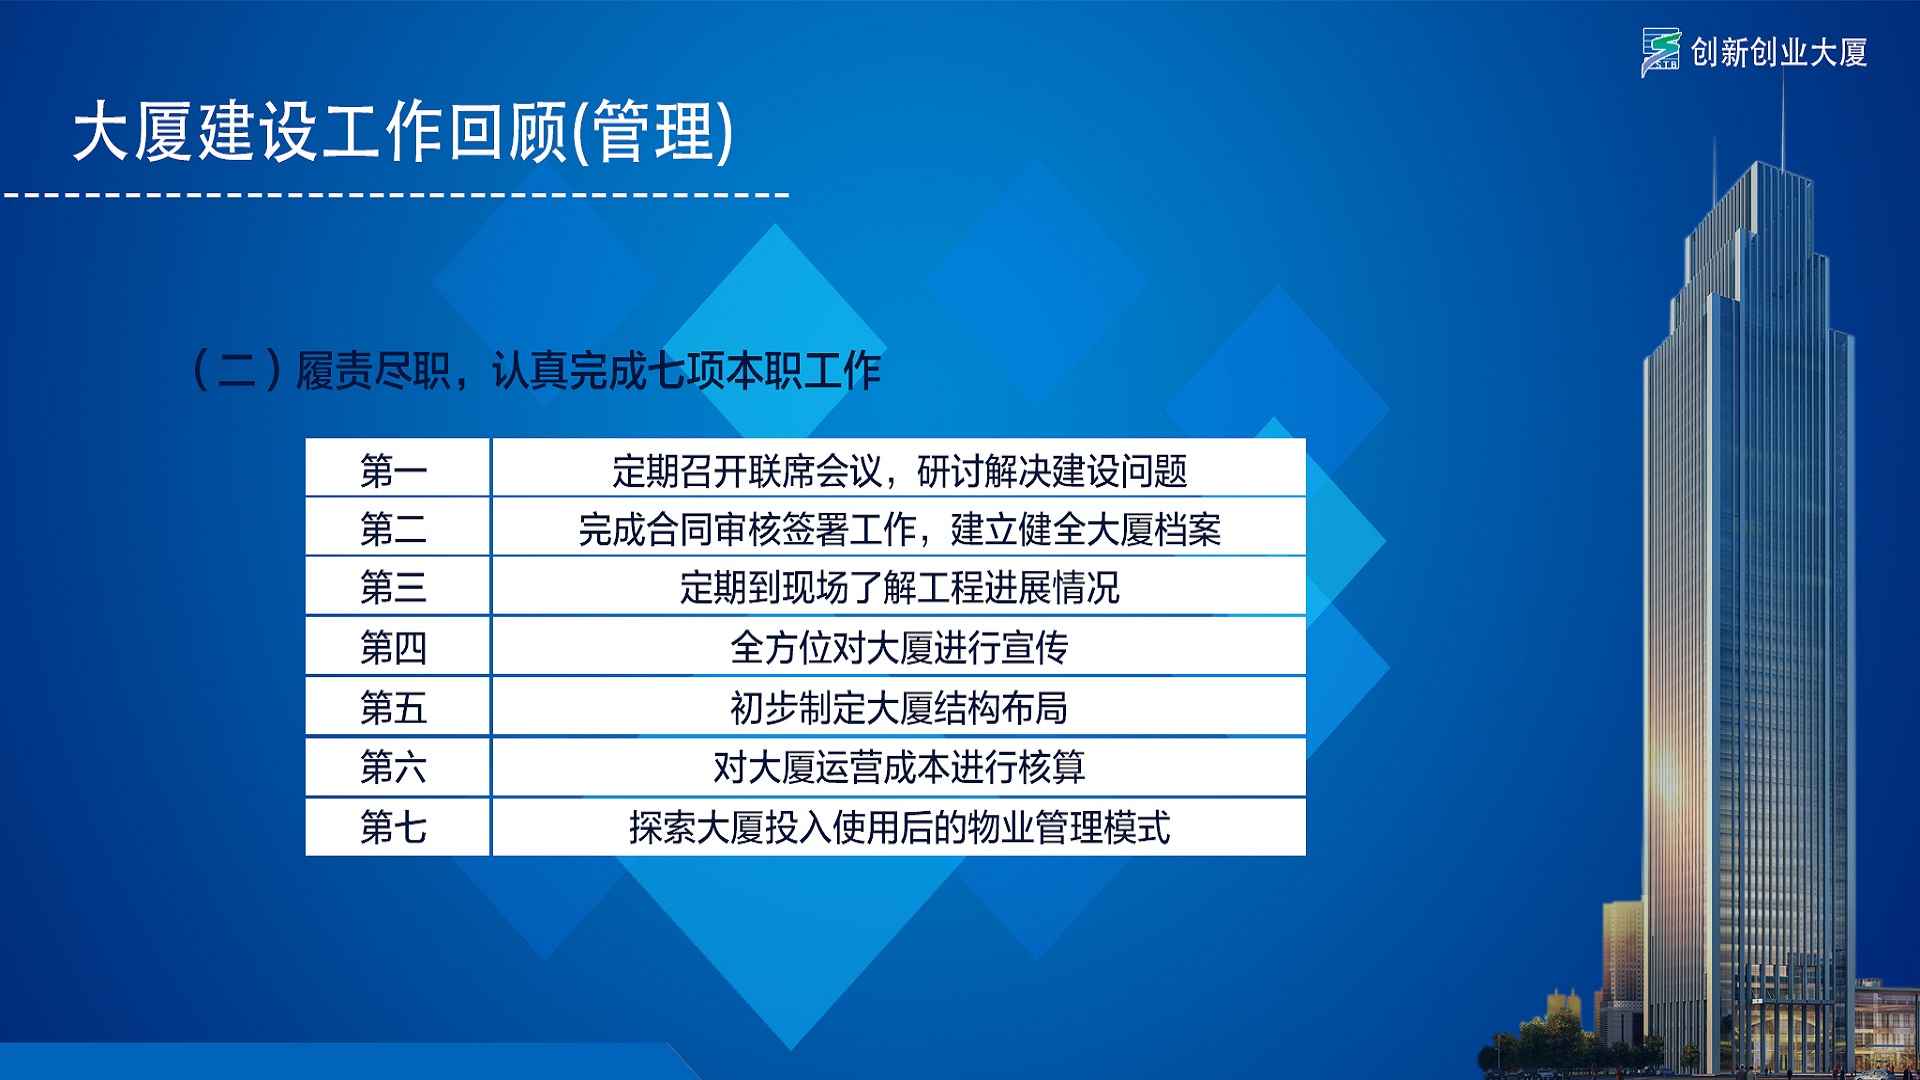 STB
创新创业大厦
大厦建设工作回顾(管理)
（二）履责尽职，认真完成七项本职工作
第一 定期召开联席会议，研讨解决建设问题
第二 完成合同审核签署工作，建立健全大厦档案
第三 定期到现场了解工程进展情况
第四 全方位对大厦进行宣传
第五 初步制定大厦结构布局
第六 对大厦运营成本进行核算
第七 探索大厦投入使用后的物业管理模式